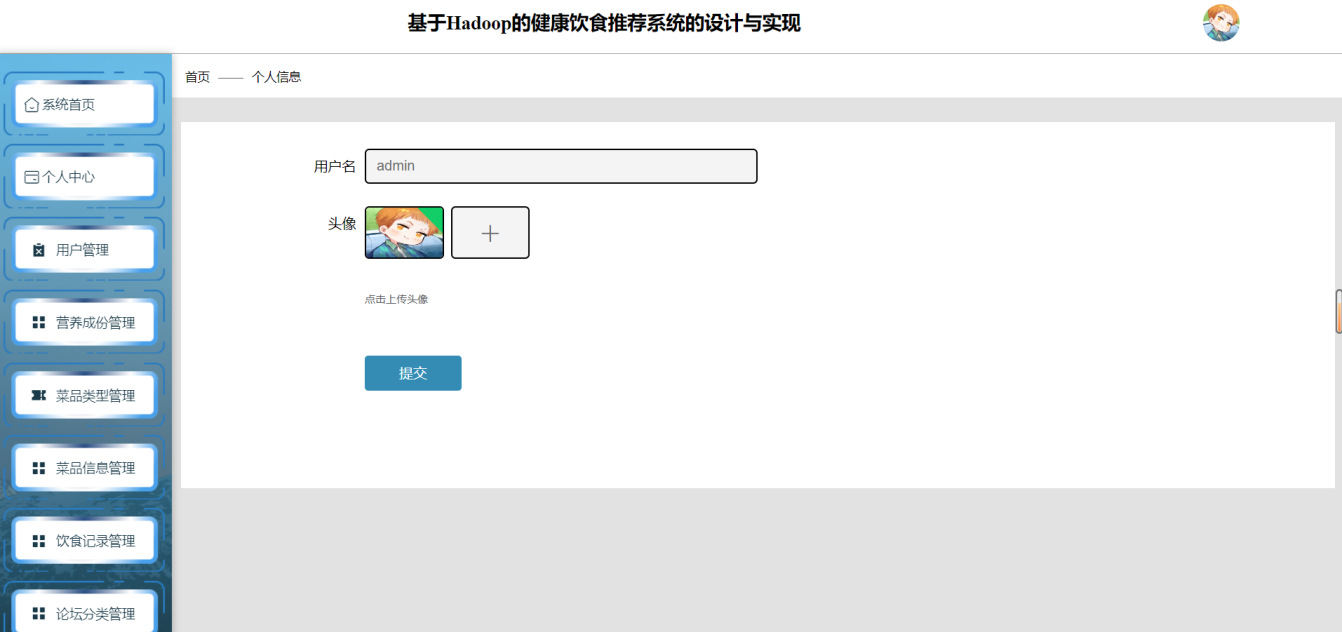 基于Hadoop的健康饮食推荐系统的设计与实现
首页 —— 个人信息
系统首页
个人中心
用户管理
营养成份管理
菜品类型管理
菜品信息管理
饮食记录管理
论坛分类管理
用户名 admin
头像
点击上传头像
提交